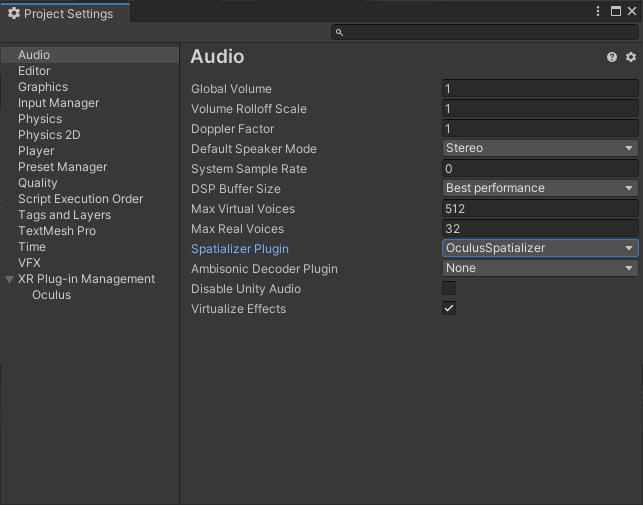 Project Settings
Audio
Editor
Graphics
Input Manager
Physics
Physics 2D
Player
Preset Manager
Quality
Script Execution Order
Tags and Layers
TextMesh Pro
Time
VFX
XR Plug-in Management
Oculus
Audio
Global Volume 1
Volume Rolloff Scale 1
Doppler Factor 1
Default Speaker Mode Stereo
System Sample Rate 0
DSP Buffer Size Best performance
Max Virtual Voices 512
Max Real Voices 32
Spatializer Plugin OculusSpatializer
Ambisonic Decoder Plugin None
Disable Unity Audio
Virtualize Effects